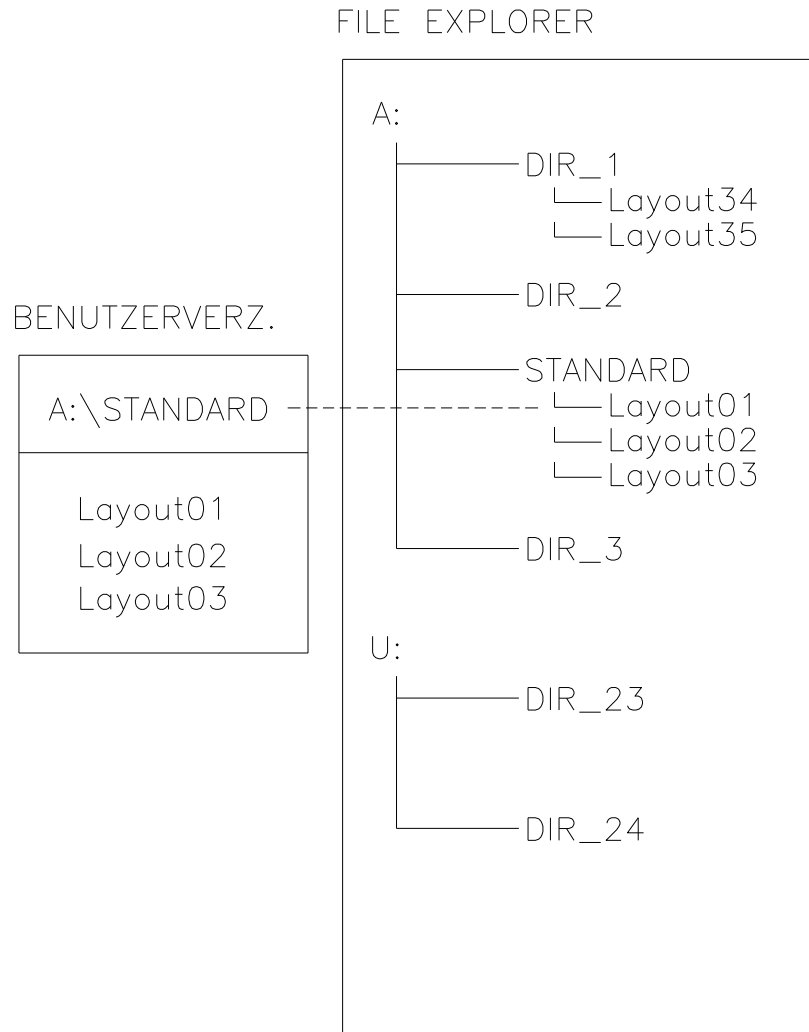 FILE EXPLORER
A:
DIR_1
Layout34
Layout35
DIR_2
STANDARD
Layout01
Layout02
Layout03
DIR_3
U:
DIR_23
DIR_24
BENUTZERVERZ.
A:\STANDARD
Layout01
Layout02
Layout03